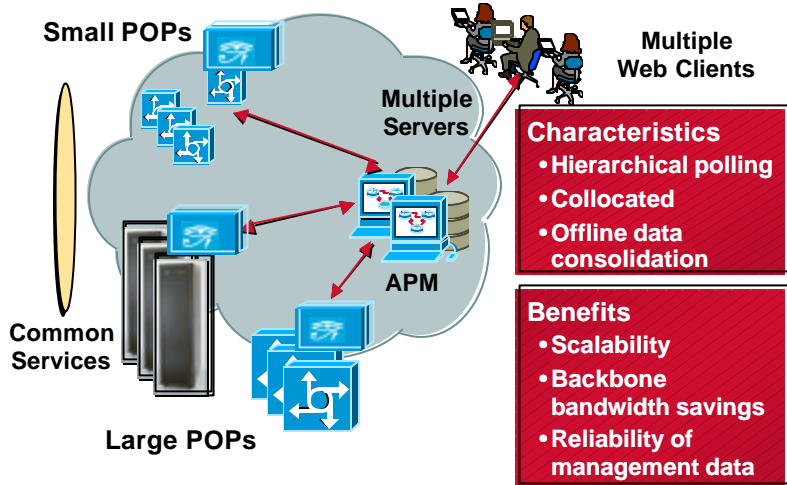 Small POPs
Multiple
Web Clients
Multiple
Servers
Characteristics
•Hierarchical polling
•Collocated
•Offline data
consolidation
APM
Common
Services
Large POPs
Benefits
•Scalability
•Backbone
bandwidth savings
•Reliability of
management data